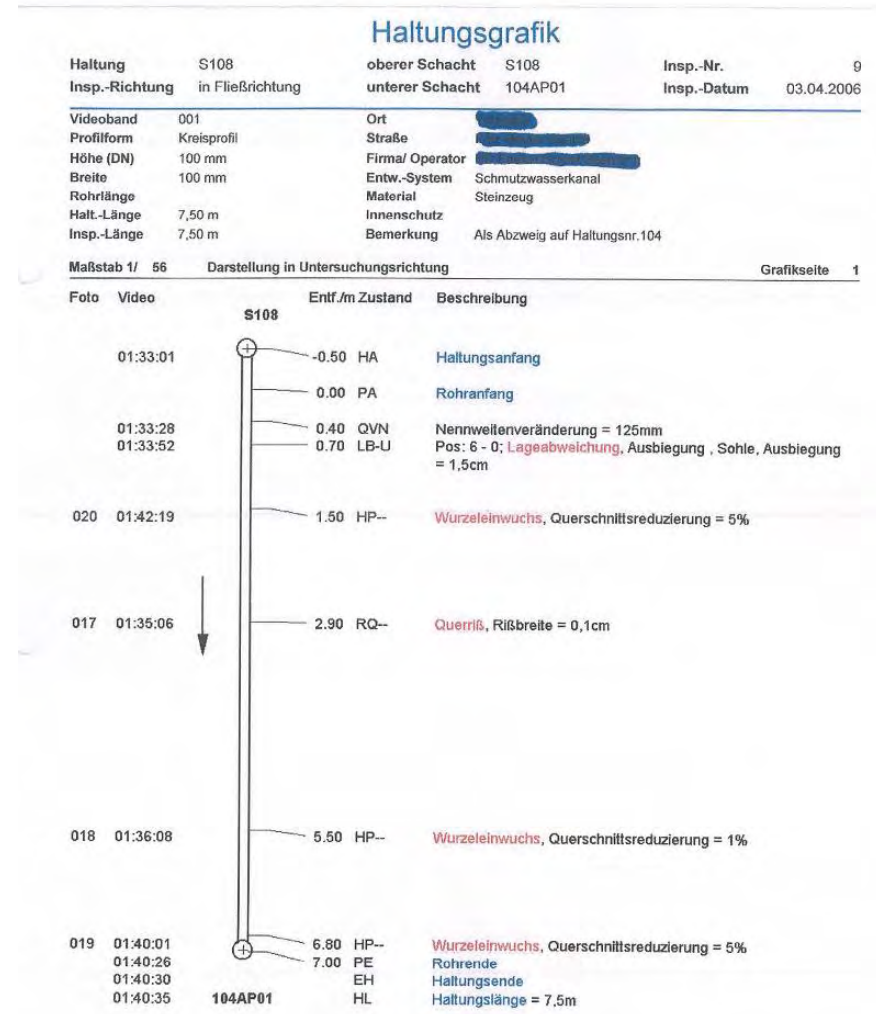 Haltungsgrafik
Haltung S108 oberer Schacht S108 Insp.-Nr. 9
Insp.-Richtung in Fließrichtung unterer Schacht 104AP01 Insp.-Datum 03.04.2006
Videoband 001 Ort
Profilform Kreisprofil Straße
Höhe (DN) 100 mm Firma/ Operator
Breite 100 mm Entw.-System Schmutzwasserkanal
Rohrlänge Material Steinzeug
Halt.-Länge 7,50 m Innenschutz
Insp.-Länge 7,50 m Bemerkung Als Abzweig auf Haltungsnr.104
Maßstab 1/ 56 Darstellung in Untersuchungsrichtung Grafikseite 1
Foto Video Entf./m Zustand Beschreibung
S108
01:33:01 -0.50 HA Haltungsanfang
0.00 PA Rohranfang
01:33:28 0.40 QVN Nennweitenveränderung = 125mm
01:33:52 0.70 LB-U Pos: 6 - 0; Lageabweichung, Ausbiegung , Sohle, Ausbiegung
= 1,5cm
020 01:42:19 1.50 HP-- Wurzeleinwuchs, Querschnittsreduzierung = 5%
017 01:35:06 2.90 RQ-- Querriß, Rißbreite = 0,1cm
018 01:36:08 5.50 HP-- Wurzeleinwuchs, Querschnittsreduzierung = 1%
019 01:40:01 6.80 HP-- Wurzeleinwuchs, Querschnittsreduzierung = 5%
01:40:26 7.00 PE Rohrende
01:40:30 EH Haltungsende
01:40:35 104AP01 HL Haltungslänge = 7,5m